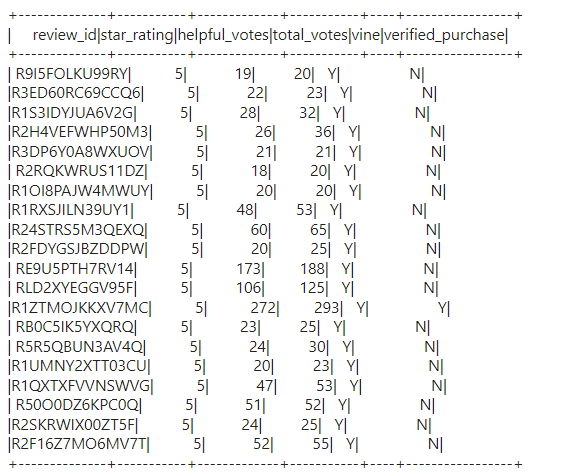 +--------------+-----------+-------------+-----------+----+-----------------+
| review_id|star_rating|helpful_votes|total_votes|vine|verified_purchase|
+--------------+-----------+-------------+-----------+----+-----------------+
| R9I5FOLKU99RY| 5| 19| 20| Y| N|
|R3ED60RC69CCQ6| 5| 22| 23| Y| N|
|R1S3IDYJUA6V2G| 5| 28| 32| Y| N|
|R2H4VEFWHP50M3| 5| 26| 36| Y| N|
|R3DP6Y0A8WXUOV| 5| 21| 21| Y| N|
| R2RQKWRUS11DZ| 5| 18| 20| Y| N|
|R1OI8PAJW4MWUY| 5| 20| 20| Y| N|
|R1RXSJILN39UY1| 5| 48| 53| Y| N|
|R24STRS5M3QEXQ| 5| 60| 65| Y| N|
|R2FDYGSJBZDDPW| 5| 20| 25| Y| N|
| RE9U5PTH7RV14| 5| 173| 188| Y| N|
| RLD2XYEGGV95F| 5| 106| 125| Y| N|
|R1ZTMOJKKXV7MC| 5| 272| 293| Y| Y|
| RB0C5IK5YXQRQ| 5| 23| 25| Y| N|
| R5R5QBUN3AV4Q| 5| 24| 30| Y| N|
|R1UMNY2XTT03CU| 5| 20| 23| Y| N|
|R1QXTXFVVNSWVG| 5| 47| 53| Y| N|
| R50O0DZ6KPC0Q| 5| 51| 52| Y| N|
|R2SKRWIX00ZT5F| 5| 24| 25| Y| N|
|R2F16Z7MO6MV7T| 5| 52| 55| Y| N|
+--------------+-----------+-------------+-----------+----+-----------------+